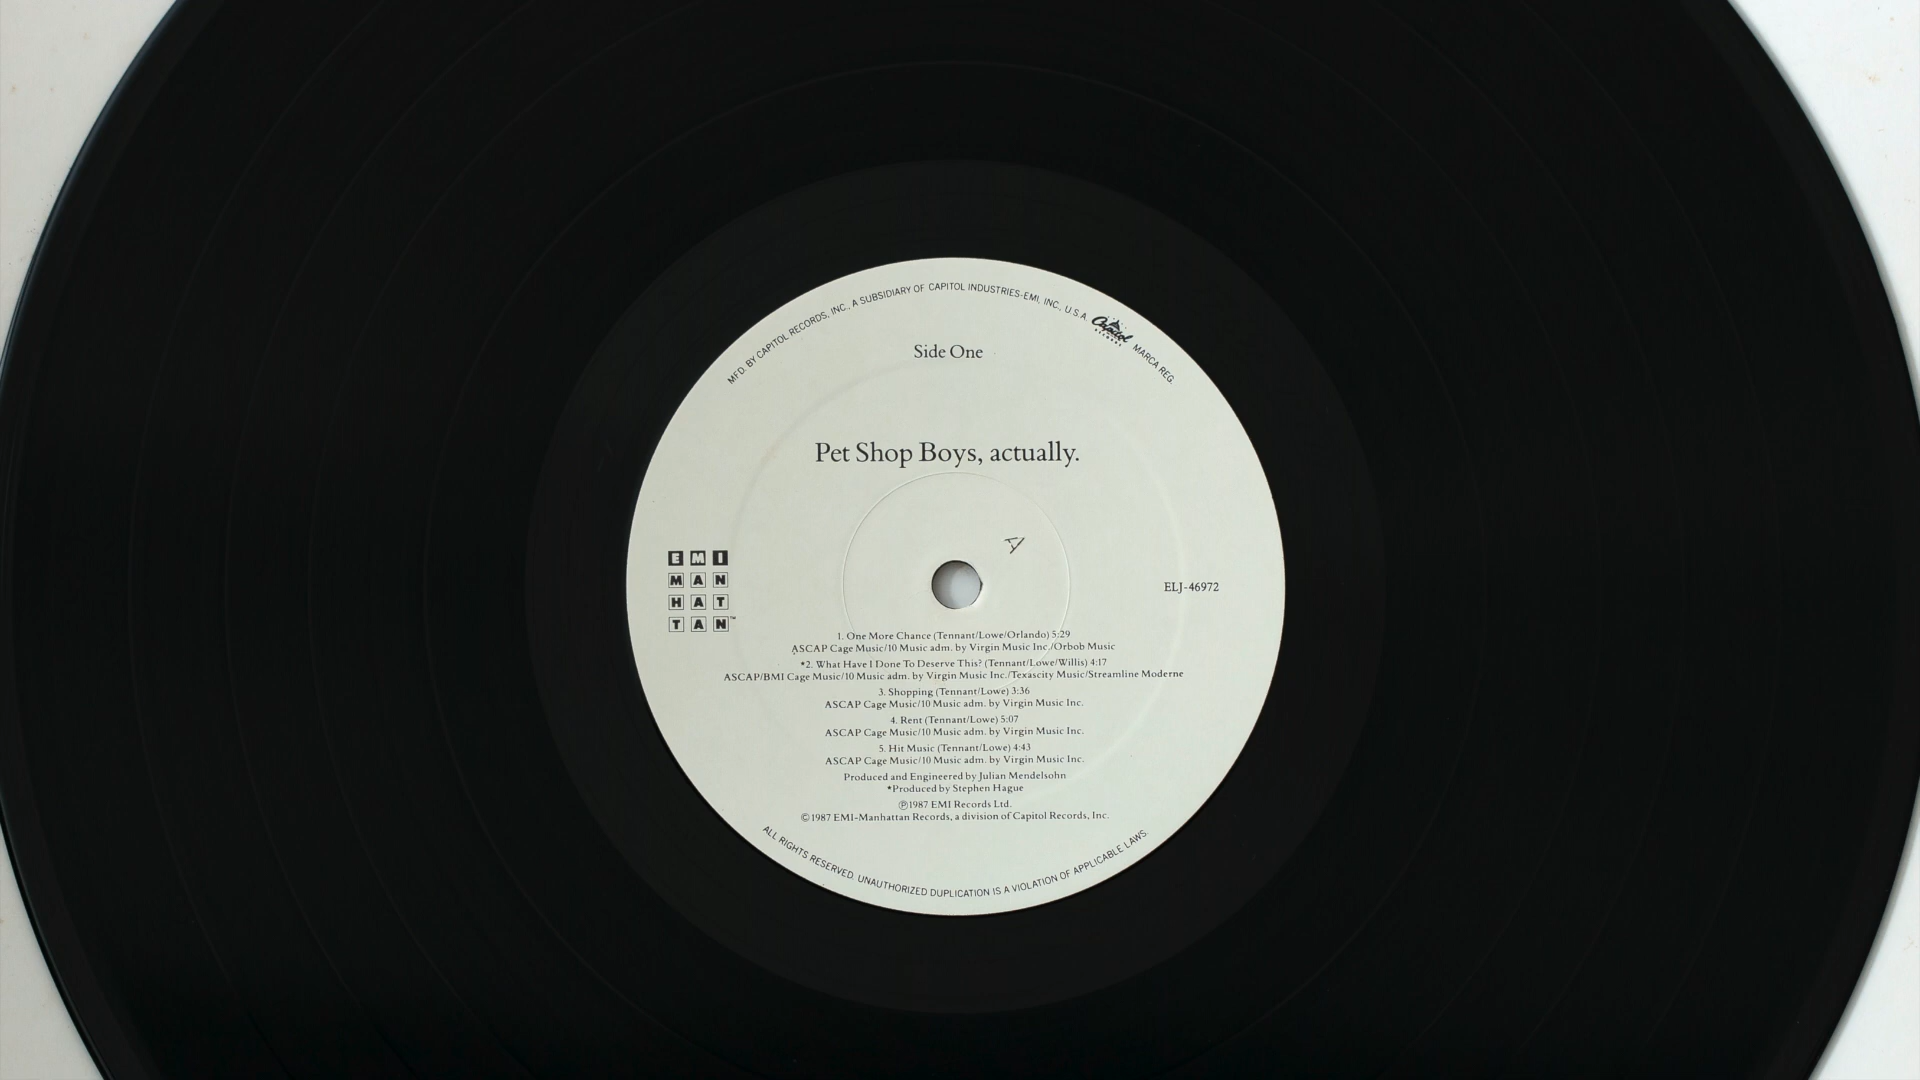 MFD. BY CAPITOL RECORDS, INC., A SUBSIDIARY OF CAPITOL INDUSTRIES-EMI, INC., U.S.A. Capitol RECORDS MARCA REG.
Side One
Pet Shop Boys, actually.
A
EMI
MAN
HAT
TAN™
ELJ-46972
1. One More Chance (Tennant/Lowe/Orlando) 5:29
ASCAP Cage Music/10 Music adm. by Virgin Music Inc./Orbob Music
*2. What Have I Done To Deserve This? (Tennant/Lowe/Willis) 4:17
ASCAP/BMI Cage Music/10 Music adm. by Virgin Music Inc./Texascity Music/Streamline Moderne
3. Shopping (Tennant/Lowe) 3:36
ASCAP Cage Music/10 Music adm. by Virgin Music Inc.
4. Rent (Tennant/Lowe) 5:07
ASCAP Cage Music/10 Music adm. by Virgin Music Inc.
5. Hit Music (Tennant/Lowe) 4:43
ASCAP Cage Music/10 Music adm. by Virgin Music Inc.
Produced and Engineered by Julian Mendelsohn
*Produced by Stephen Hague
℗1987 EMI Records Ltd.
©1987 EMI-Manhattan Records, a division of Capitol Records, Inc.
ALL RIGHTS RESERVED. UNAUTHORIZED DUPLICATION IS A VIOLATION OF APPLICABLE LAWS.